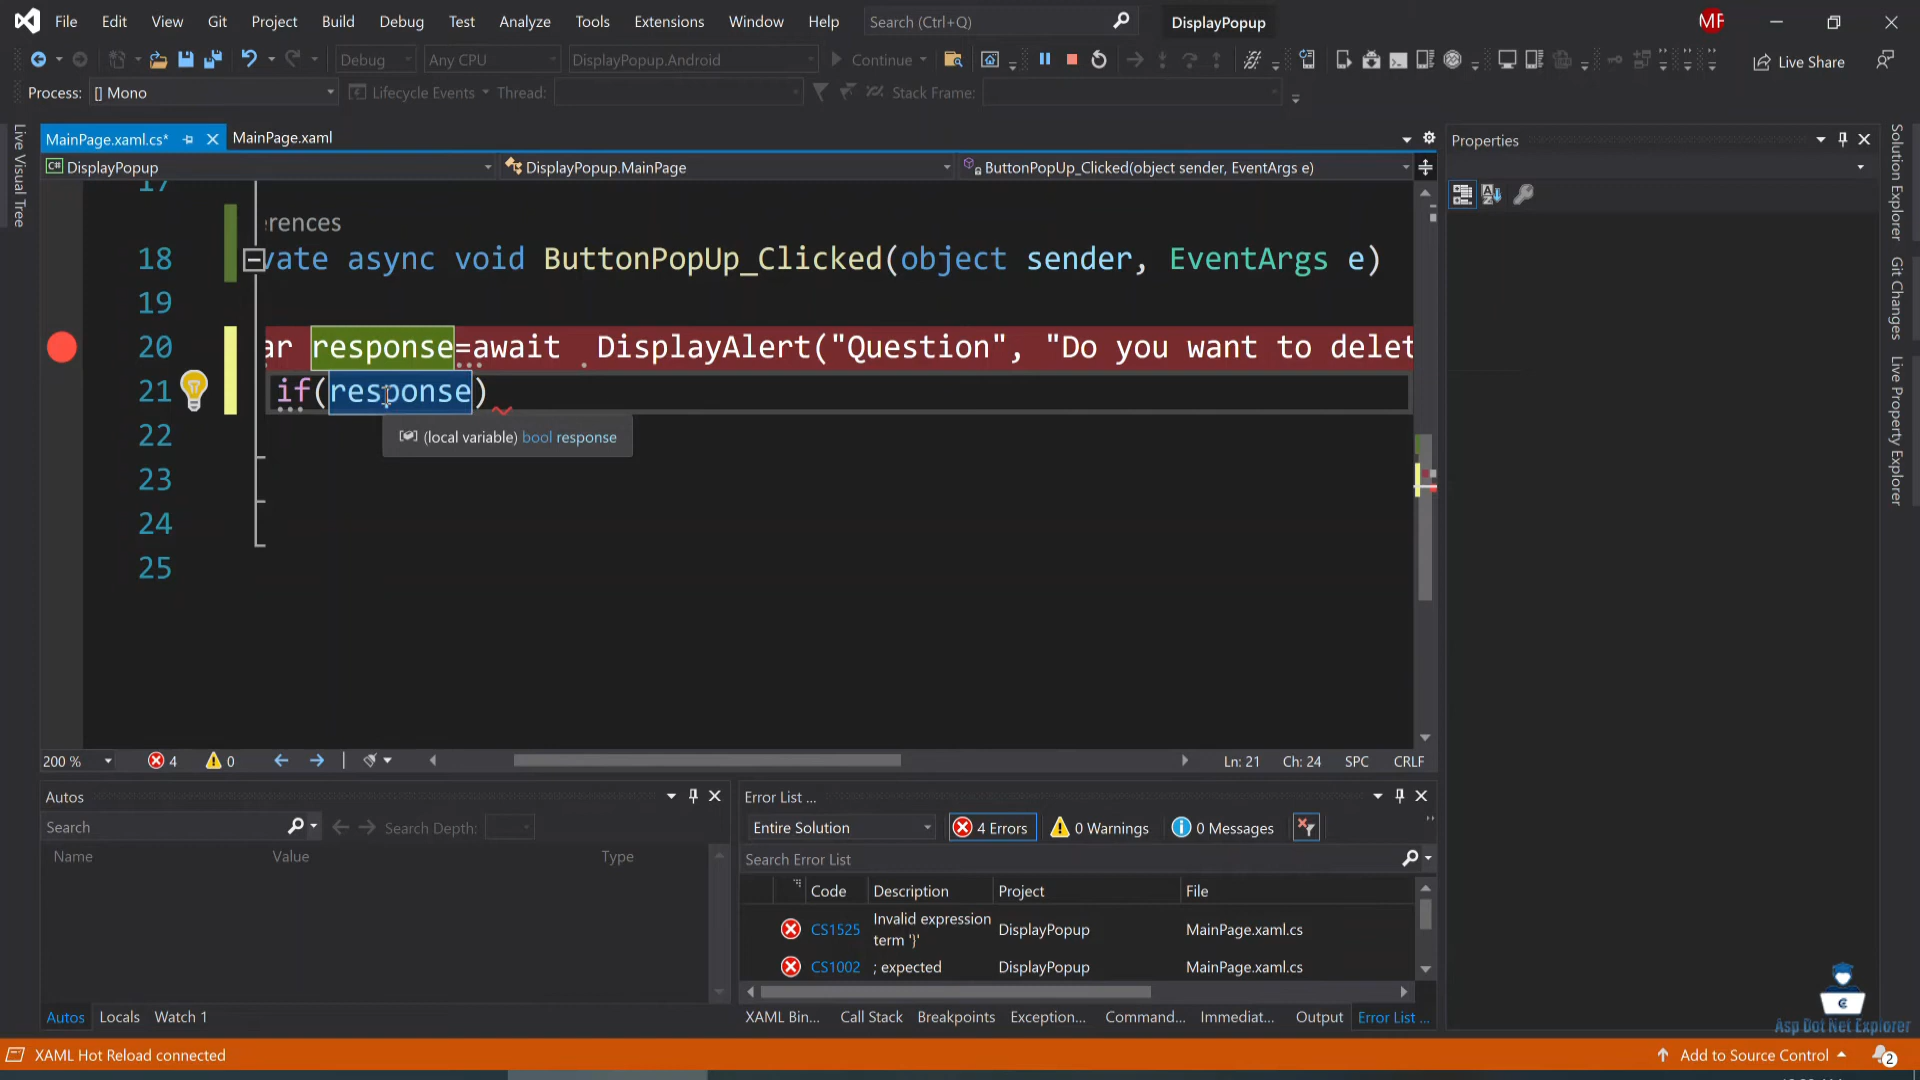 File Edit View Git Project Build Debug Test Analyze Tools Extensions Window Help Search (Ctrl+Q) DisplayPopup MF
Debug Any CPU DisplayPopup.Android Continue Live Share
Process: [] Mono Lifecycle Events Thread: Stack Frame:
MainPage.xaml.cs* MainPage.xaml
Properties
C# DisplayPopup DisplayPopup.MainPage ButtonPopUp_Clicked(object sender, EventArgs e)
Live Visual Tree
Solution Explorer
Git Changes
Live Property Explorer
17
erences
18 vate async void ButtonPopUp_Clicked(object sender, EventArgs e)
19
20 ar response=await DisplayAlert("Question", "Do you want to delet
21 if(response)
(local variable) bool response
22
23
24
25
200 % 4 0 Ln: 21 Ch: 24 SPC CRLF
Autos
Search Search Depth:
Name Value Type
Autos Locals Watch 1
Error List ...
Entire Solution 4 Errors 0 Warnings 0 Messages
Search Error List
Code Description Project File
CS1525 Invalid expression term '}' DisplayPopup MainPage.xaml.cs
CS1002 ; expected DisplayPopup MainPage.xaml.cs
XAML Bin... Call Stack Breakpoints Exception... Command... Immediat... Output Error List ...
Asp Dot Net Explorer
XAML Hot Reload connected Add to Source Control 2